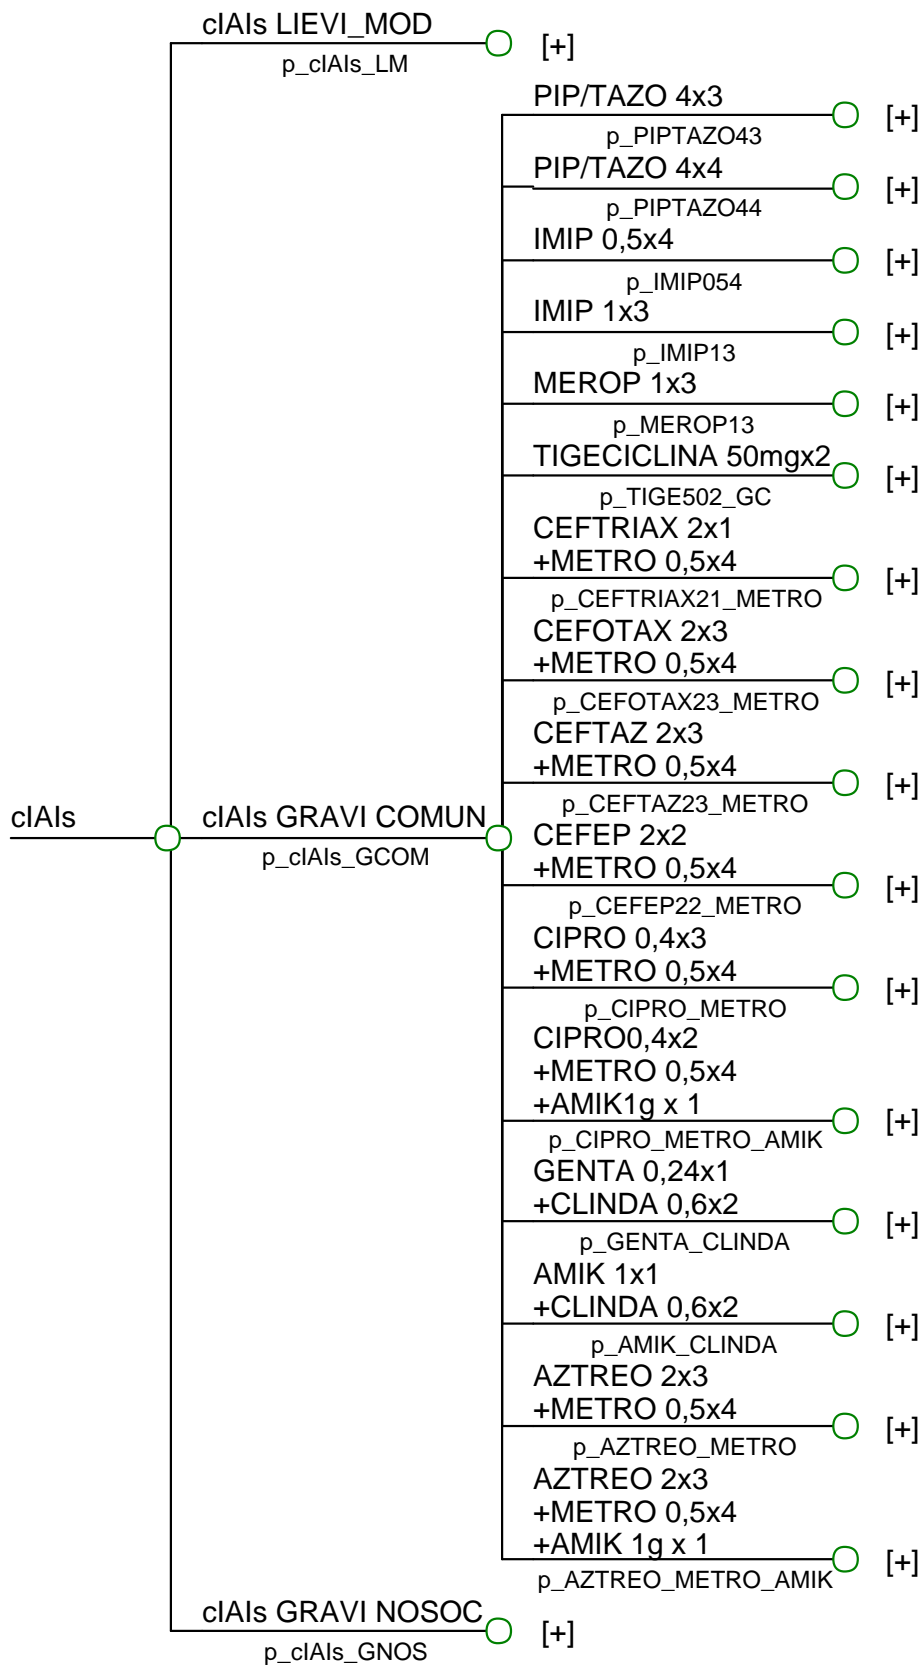 cIAIs LIEVI_MOD
[+]
p_cIAIs_LM
PIP/TAZO 4x3
[+]
p_PIPTAZO43
PIP/TAZO 4x4
[+]
p_PIPTAZO44
IMIP 0,5x4
[+]
p_IMIP054
IMIP 1x3
[+]
p_IMIP13
MEROP 1x3
[+]
p_MEROP13
TIGECICLINA 50mgx2
[+]
p_TIGE502_GC
CEFTRIAX 2x1
+METRO 0,5x4
[+]
p_CEFTRIAX21_METRO
CEFOTAX 2x3
+METRO 0,5x4
[+]
p_CEFOTAX23_METRO
CEFTAZ 2x3
+METRO 0,5x4
[+]
p_CEFTAZ23_METRO
cIAIs
cIAIs GRAVI COMUN
p_cIAIs_GCOM
CEFEP 2x2
+METRO 0,5x4
[+]
p_CEFEP22_METRO
CIPRO 0,4x3
+METRO 0,5x4
[+]
p_CIPRO_METRO
CIPRO0,4x2
+METRO 0,5x4
+AMIK1g x 1
[+]
p_CIPRO_METRO_AMIK
GENTA 0,24x1
+CLINDA 0,6x2
[+]
p_GENTA_CLINDA
AMIK 1x1
+CLINDA 0,6x2
[+]
p_AMIK_CLINDA
AZTREO 2x3
+METRO 0,5x4
[+]
p_AZTREO_METRO
AZTREO 2x3
+METRO 0,5x4
+AMIK 1g x 1
[+]
p_AZTREO_METRO_AMIK
cIAIs GRAVI NOSOC
[+]
p_cIAIs_GNOS